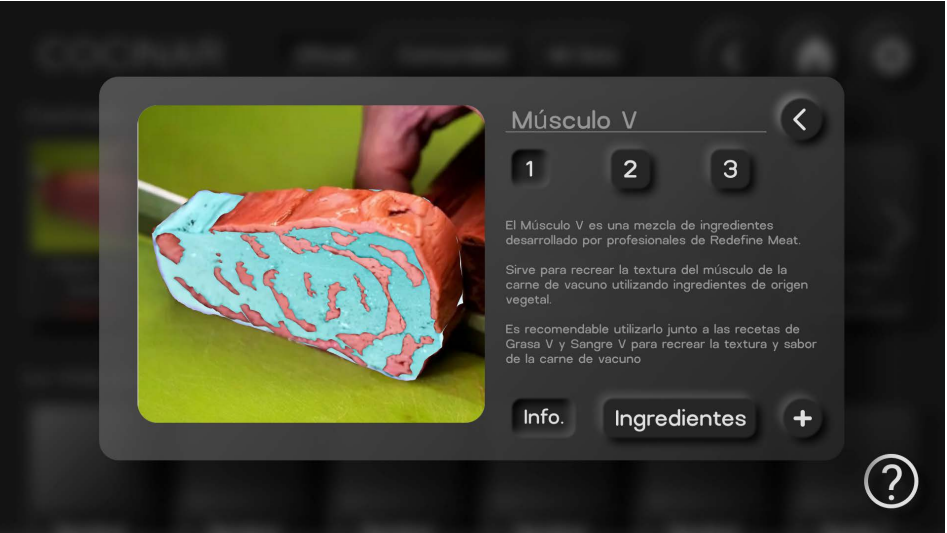 COCINAR
Músculo V
1 2 3
El Músculo V es una mezcla de ingredientes
desarrollado por profesionales de Redefine Meat.
Sirve para recrear la textura del músculo de la
carne de vacuno utilizando ingredientes de origen
vegetal.
Es recomendable utilizarlo junto a las recetas de
Grasa V y Sangre V para recrear la textura y sabor
de la carne de vacuno
Info. Ingredientes +
?